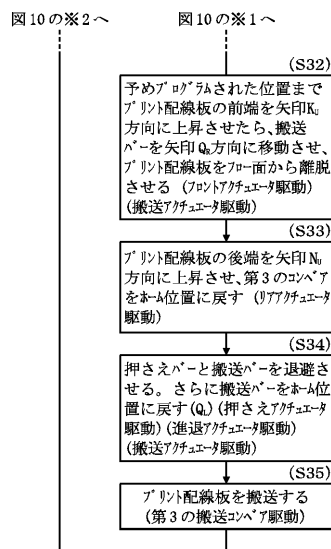 図10の※2へ 図10の※1へ
(S32)
予めプログラムされた位置まで
プリント配線板の前端を矢印KU
方向に上昇させたら、搬送
バーを矢印QR方向に移動させ、
プリント配線板をフロー面から離脱
させる (フロントアクチュエータ駆動)
(搬送アクチュエータ駆動)
(S33)
プリント配線板の後端を矢印NU
方向に上昇させ、第3のコンベア
をホーム位置に戻す (リアアクチュエータ
駆動)
(S34)
押さえバーと搬送バーを退避さ
せる。さらに搬送バーをホーム位
置に戻す(QL) (押さえアクチュエータ
駆動) (進退アクチュエータ駆動)
(搬送アクチュエータ駆動)
(S35)
プリント配線板を搬送する
(第3の搬送コンベア駆動)